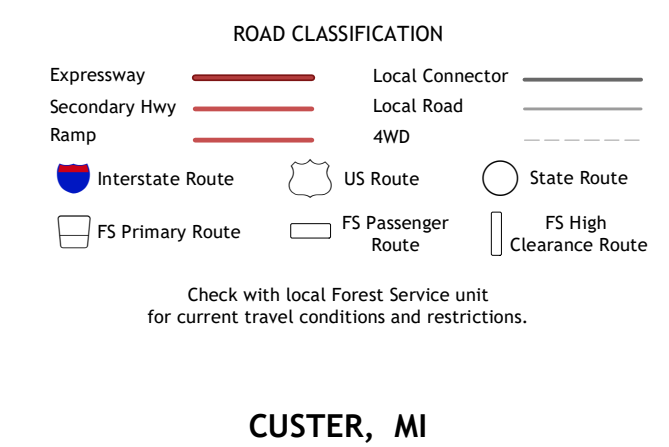 ROAD CLASSIFICATION
Expressway
Local Connector
Secondary Hwy
Local Road
Ramp
4WD
Interstate Route
US Route
State Route
FS Primary Route
FS Passenger
Route
FS High
Clearance Route
Check with local Forest Service unit
for current travel conditions and restrictions.
CUSTER, MI